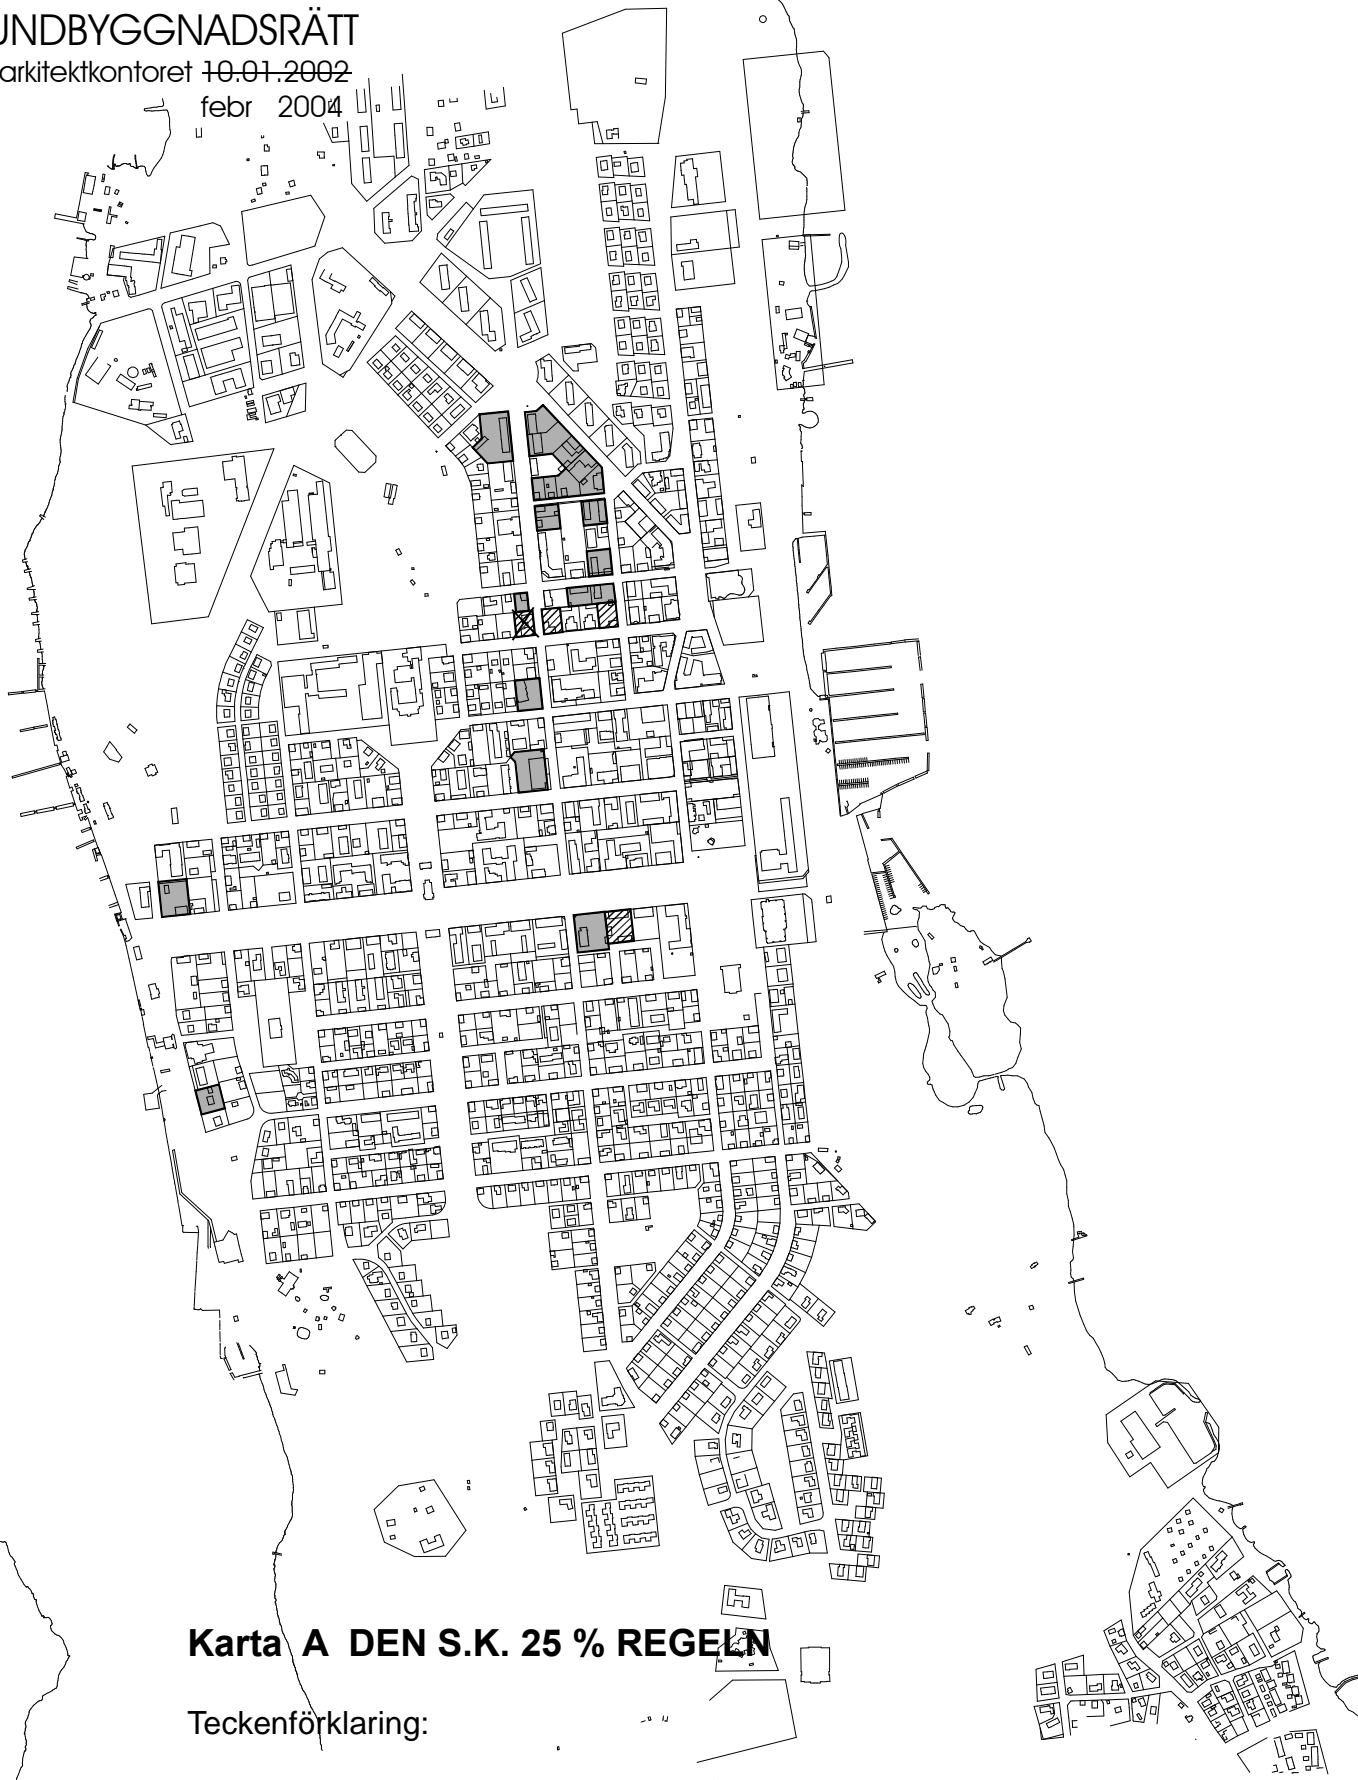 UNDBYGGNADSRÄTT
arkitektkontoret 10.01.2002
febr 2004
Karta A DEN S.K. 25 % REGELN
Teckenförklaring: